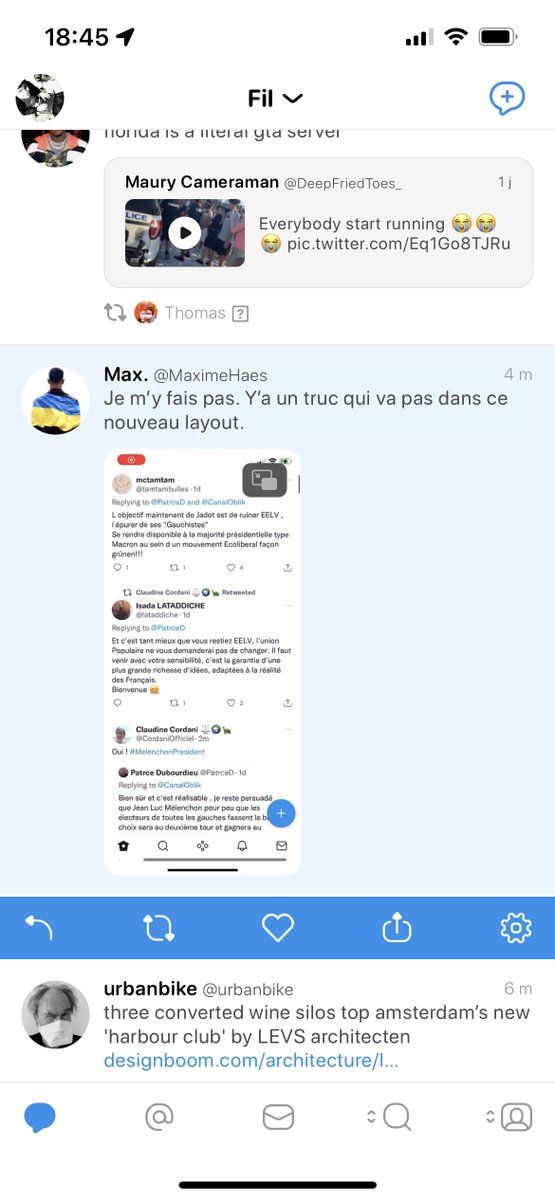 18:45
Fil
florida is a literal gta server
Maury Cameraman @DeepFriedToes_ 1 j
LICE
Everybody start running 😭😭
😭 pic.twitter.com/Eq1Go8TJRu
Thomas ?
Max. @MaximeHaes 4 m
Je m'y fais pas. Y'a un truc qui va pas dans ce
nouveau layout.
mctamtam
@tamtambulles · 1d
Replying to @PatrceD and @CanalOblik
L objectif maintenant de Jadot est de ruiner EELV ,
l épurer de ses "Gauchistes"
Se rendre disponible à la majorité présidentielle type
Macron au sein d un mouvement Ecoliberal façon
grünen!!!
1 1 4
Claudine Cordani Retweeted
Isada LATADDICHE
@lataddiche · 1d
Replying to @PatrceD
Et c'est tant mieux que vous restiez EELV, l'union
Populaire ne vous demanderai pas de changer. Il faut
venir avec votre sensibilité, c'est la garantie d'une
plus grande richesse d'idées, adaptées à la réalité
des Français.
Bienvenue 🤗
1 2
Claudine Cordani
@CordaniOfficiel · 2m
Oui ! #MelenchonPresident
Patrce Dubourdieu @PatrceD · 1d
Replying to @CanalOblik
Bien sûr et c'est réalisable , je reste persuadé
que Jean Luc Mélenchon pour peu que les
électeurs de toutes les gauches fassent le b
choix sera au deuxième tour et gagnera au
urbanbike @urbanbike 6 m
three converted wine silos top amsterdam's new
'harbour club' by LEVS architecten
designboom.com/architecture/l...